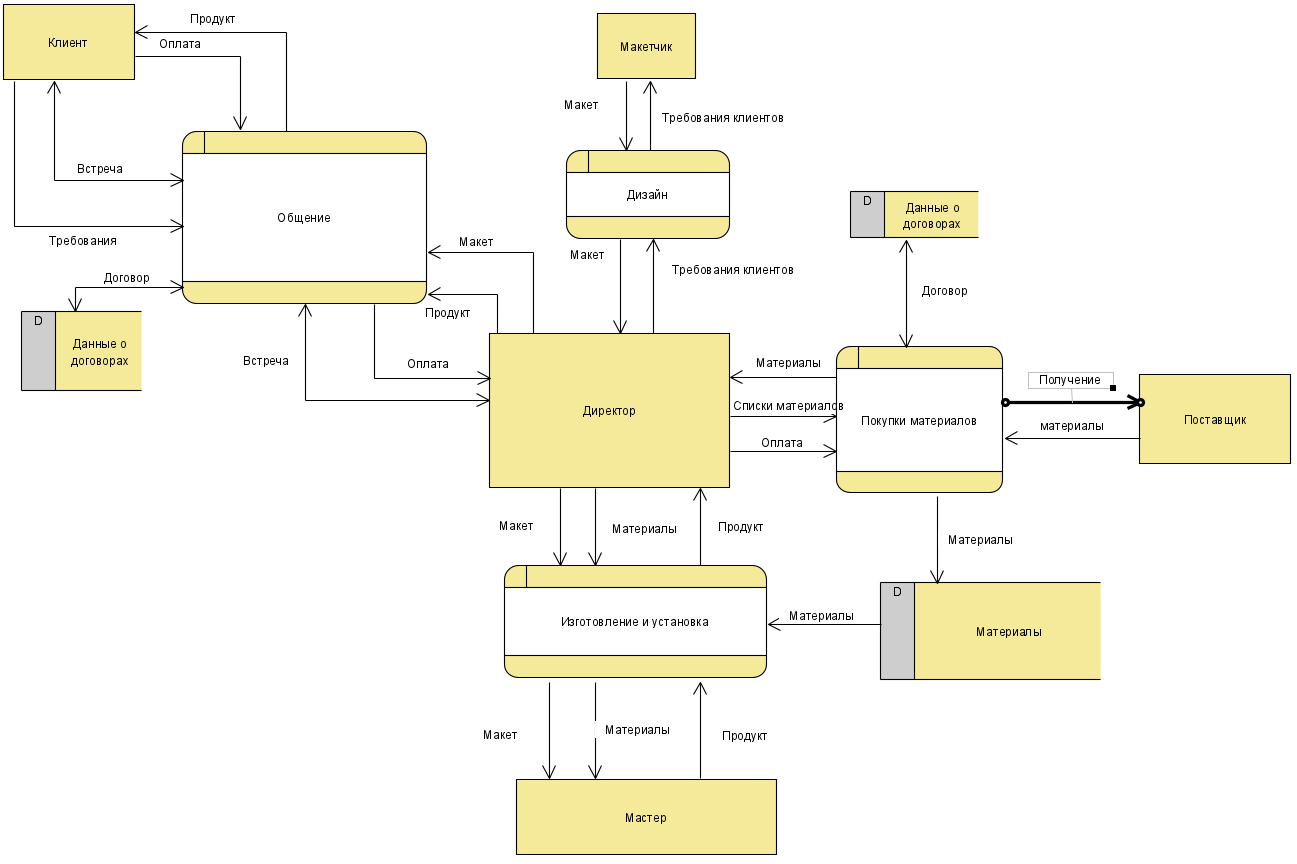 Продукт
Клиент
Оплата
Макетчик
Макет
Требования клиентов
Встреча
Дизайн
D
Данные о
договорах
Общение
Требования
Макет
Макет
Требования клиентов
Договор
Договор
Продукт
D
Данные о
договорах
Встреча
Оплата
Материалы
Получение
Списки материалов
Директор
Покупки материалов
Поставщик
материалы
Оплата
Макет
Материалы
Продукт
Материалы
D
Изготовление и установка
Материалы
Материалы
Макет
Материалы
Продукт
Мастер